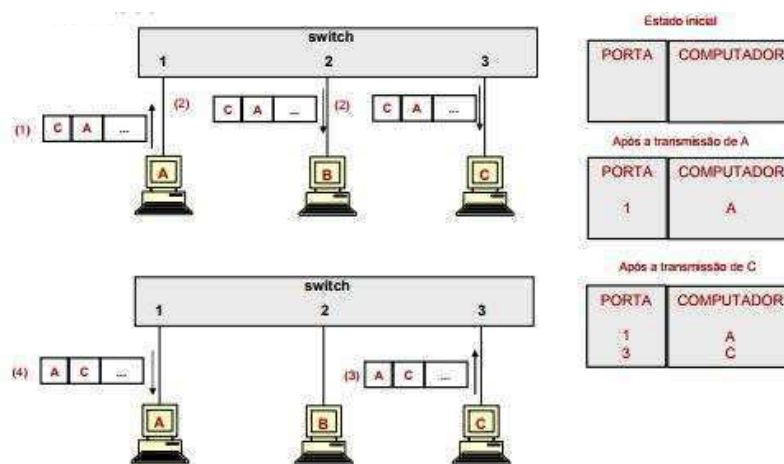 switch
1 2 3
(1) C A ...
(2) C A ...
(2) C A ...
A B C
switch
1 2 3
(4) A C ...
(3) A C ...
A B C
Estado inicial
PORTA COMPUTADOR
Após a transmissão de A
PORTA COMPUTADOR
1 A
Após a transmissão de C
PORTA COMPUTADOR
1 A
3 C